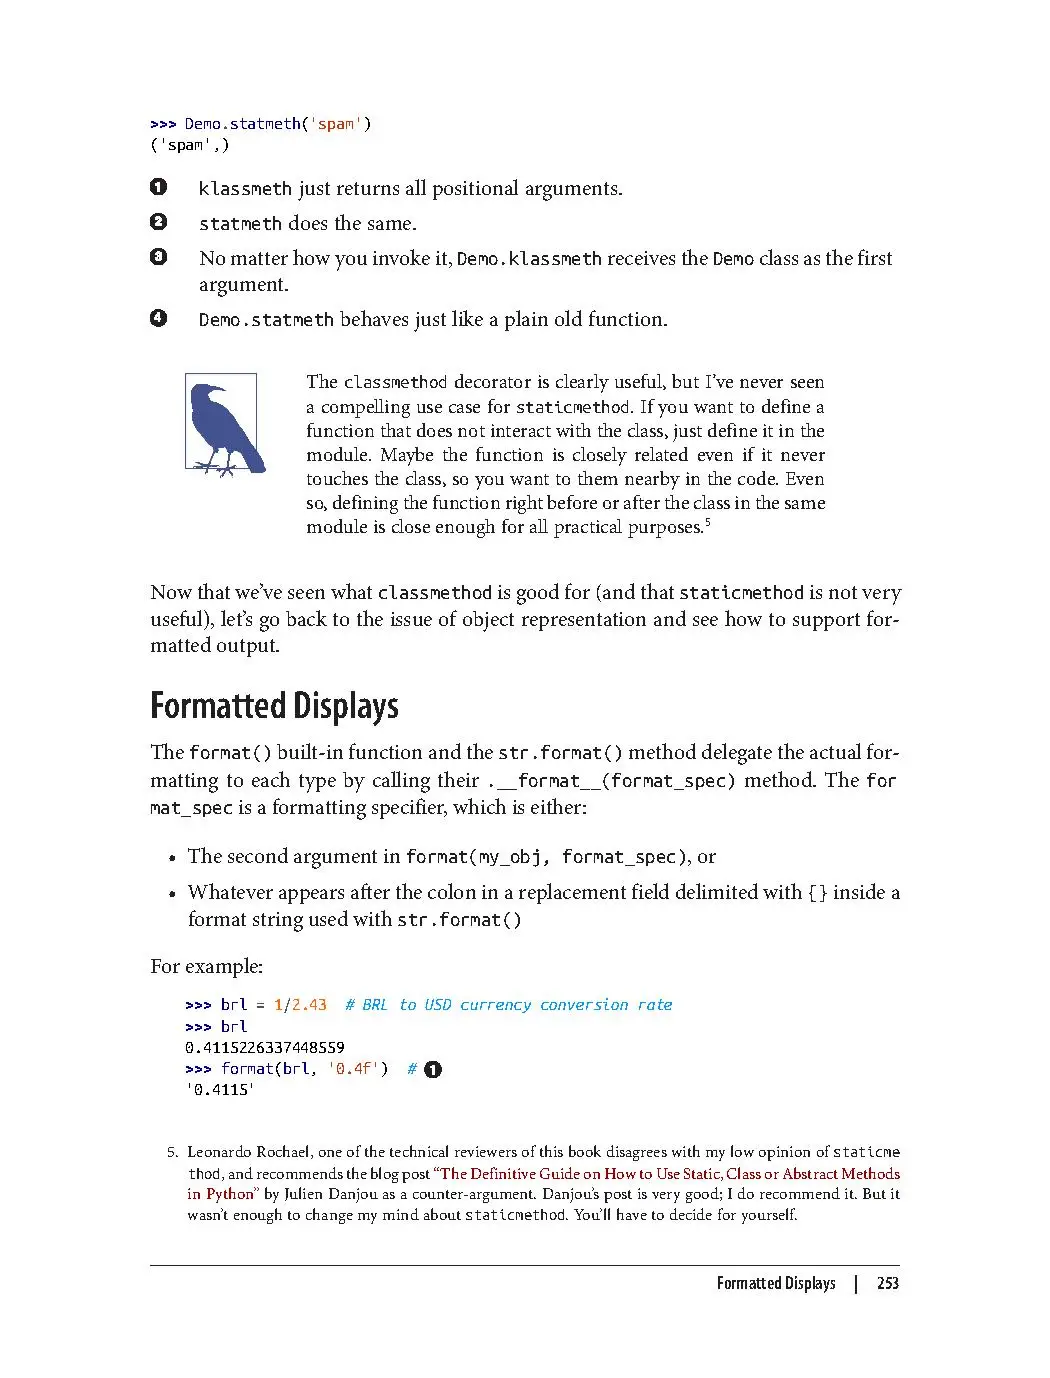 >>> Demo.statmeth('spam')
('spam',)
❶ klassmeth just returns all positional arguments.
❷ statmeth does the same.
❸ No matter how you invoke it, Demo.klassmeth receives the Demo class as the first
argument.
❹ Demo.statmeth behaves just like a plain old function.
The classmethod decorator is clearly useful, but I’ve never seen
a compelling use case for staticmethod. If you want to define a
function that does not interact with the class, just define it in the
module. Maybe the function is closely related even if it never
touches the class, so you want to them nearby in the code. Even
so, defining the function right before or after the class in the same
module is close enough for all practical purposes.5
Now that we’ve seen what classmethod is good for (and that staticmethod is not very
useful), let’s go back to the issue of object representation and see how to support for-
matted output.
Formatted Displays
The format() built-in function and the str.format() method delegate the actual for-
matting to each type by calling their .__format__(format_spec) method. The for
mat_spec is a formatting specifier, which is either:
• The second argument in format(my_obj, format_spec), or
• Whatever appears after the colon in a replacement field delimited with {} inside a
format string used with str.format()
For example:
>>> brl = 1/2.43  # BRL to USD currency conversion rate
>>> brl
0.4115226337448559
>>> format(brl, '0.4f')  # ❶
'0.4115'
5. Leonardo Rochael, one of the technical reviewers of this book disagrees with my low opinion of staticme
thod, and recommends the blog post “The Definitive Guide on How to Use Static, Class or Abstract Methods
in Python” by Julien Danjou as a counter-argument. Danjou’s post is very good; I do recommend it. But it
wasn’t enough to change my mind about staticmethod. You’ll have to decide for yourself.
Formatted Displays | 253